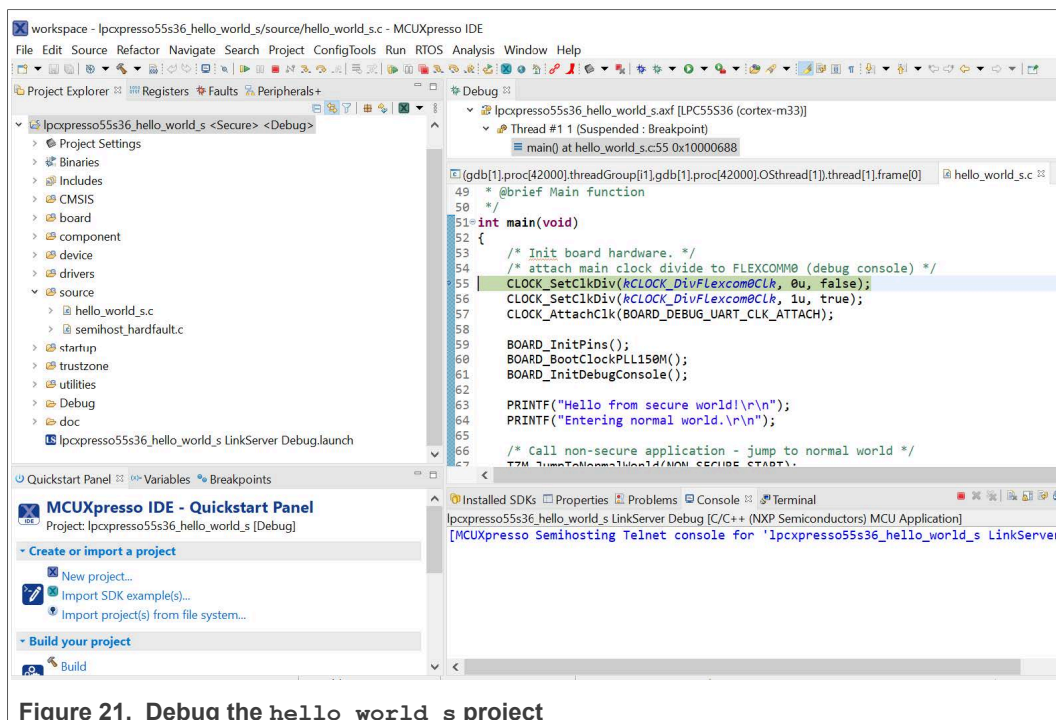 workspace - lpcxpresso55s36_hello_world_s/source/hello_world_s.c - MCUXpresso IDE
File Edit Source Refactor Navigate Search Project ConfigTools Run RTOS Analysis Window Help
Project Explorer Registers Faults Peripherals+
lpcxpresso55s36_hello_world_s <Secure> <Debug>
Project Settings
Binaries
Includes
CMSIS
board
component
device
drivers
source
hello_world_s.c
semihost_hardfault.c
startup
trustzone
utilities
Debug
doc
LS lpcxpresso55s36_hello_world_s LinkServer Debug.launch
Debug
lpcxpresso55s36_hello_world_s.axf [LPC55S36 (cortex-m33)]
Thread #1 1 (Suspended : Breakpoint)
main() at hello_world_s.c:55 0x10000688
(gdb[1].proc[42000].threadGroup[i1],gdb[1].proc[42000].OSthread[1]).thread[1].frame[0] hello_world_s.c
49 * @brief Main function
50 */
51 int main(void)
52 {
53 /* Init board hardware. */
54 /* attach main clock divide to FLEXCOMM0 (debug console) */
55 CLOCK_SetClkDiv(kCLOCK_DivFlexcom0Clk, 0u, false);
56 CLOCK_SetClkDiv(kCLOCK_DivFlexcom0Clk, 1u, true);
57 CLOCK_AttachClk(BOARD_DEBUG_UART_CLK_ATTACH);
58
59 BOARD_InitPins();
60 BOARD_BootClockPLL150M();
61 BOARD_InitDebugConsole();
62
63 PRINTF("Hello from secure world!\r\n");
64 PRINTF("Entering normal world.\r\n");
65
66 /* Call non-secure application - jump to normal world */
67 TZM_JumpToNormalWorld(NON_SECURE_START);
Quickstart Panel Variables Breakpoints
IDE
MCUXpresso IDE - Quickstart Panel
Project: lpcxpresso55s36_hello_world_s [Debug]
Create or import a project
New project...
Import SDK example(s)...
Import project(s) from file system...
Build your project
Build
Installed SDKs Properties Problems Console Terminal
lpcxpresso55s36_hello_world_s LinkServer Debug [C/C++ (NXP Semiconductors) MCU Application]
[MCUXpresso Semihosting Telnet console for 'lpcxpresso55s36_hello_world_s LinkServer
Figure 21. Debug the hello_world_s project